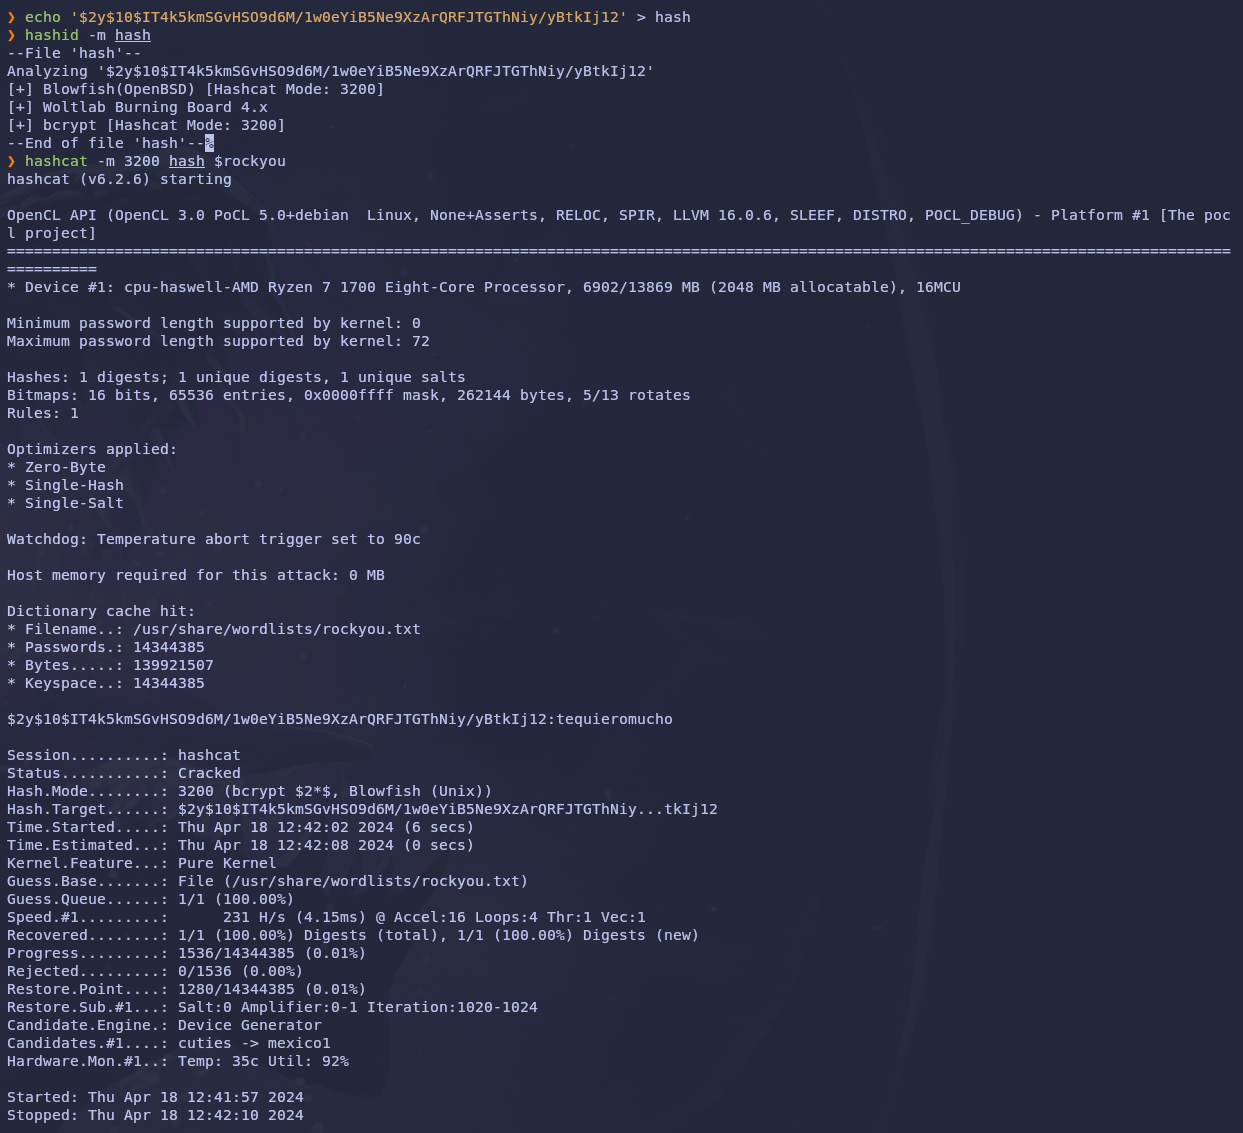 ❯ echo '$2y$10$IT4k5kmSGvHSO9d6M/1w0eYiB5Ne9XzArQRFJTGThNiy/yBtkIj12' > hash
❯ hashid -m hash
--File 'hash'--
Analyzing '$2y$10$IT4k5kmSGvHSO9d6M/1w0eYiB5Ne9XzArQRFJTGThNiy/yBtkIj12'
[+] Blowfish(OpenBSD) [Hashcat Mode: 3200]
[+] Woltlab Burning Board 4.x
[+] bcrypt [Hashcat Mode: 3200]
--End of file 'hash'--%
❯ hashcat -m 3200 hash $rockyou
hashcat (v6.2.6) starting
OpenCL API (OpenCL 3.0 PoCL 5.0+debian  Linux, None+Asserts, RELOC, SPIR, LLVM 16.0.6, SLEEF, DISTRO, POCL_DEBUG) - Platform #1 [The poc
l project]
========================================================================================================================================
==========
* Device #1: cpu-haswell-AMD Ryzen 7 1700 Eight-Core Processor, 6902/13869 MB (2048 MB allocatable), 16MCU
Minimum password length supported by kernel: 0
Maximum password length supported by kernel: 72
Hashes: 1 digests; 1 unique digests, 1 unique salts
Bitmaps: 16 bits, 65536 entries, 0x0000ffff mask, 262144 bytes, 5/13 rotates
Rules: 1
Optimizers applied:
* Zero-Byte
* Single-Hash
* Single-Salt
Watchdog: Temperature abort trigger set to 90c
Host memory required for this attack: 0 MB
Dictionary cache hit:
* Filename..: /usr/share/wordlists/rockyou.txt
* Passwords.: 14344385
* Bytes.....: 139921507
* Keyspace..: 14344385
$2y$10$IT4k5kmSGvHSO9d6M/1w0eYiB5Ne9XzArQRFJTGThNiy/yBtkIj12:tequieromucho
Session..........: hashcat
Status...........: Cracked
Hash.Mode........: 3200 (bcrypt $2*$, Blowfish (Unix))
Hash.Target......: $2y$10$IT4k5kmSGvHSO9d6M/1w0eYiB5Ne9XzArQRFJTGThNiy...tkIj12
Time.Started.....: Thu Apr 18 12:42:02 2024 (6 secs)
Time.Estimated...: Thu Apr 18 12:42:08 2024 (0 secs)
Kernel.Feature...: Pure Kernel
Guess.Base.......: File (/usr/share/wordlists/rockyou.txt)
Guess.Queue......: 1/1 (100.00%)
Speed.#1.........:      231 H/s (4.15ms) @ Accel:16 Loops:4 Thr:1 Vec:1
Recovered........: 1/1 (100.00%) Digests (total), 1/1 (100.00%) Digests (new)
Progress.........: 1536/14344385 (0.01%)
Rejected.........: 0/1536 (0.00%)
Restore.Point....: 1280/14344385 (0.01%)
Restore.Sub.#1...: Salt:0 Amplifier:0-1 Iteration:1020-1024
Candidate.Engine.: Device Generator
Candidates.#1....: cuties -> mexico1
Hardware.Mon.#1..: Temp: 35c Util: 92%
Started: Thu Apr 18 12:41:57 2024
Stopped: Thu Apr 18 12:42:10 2024